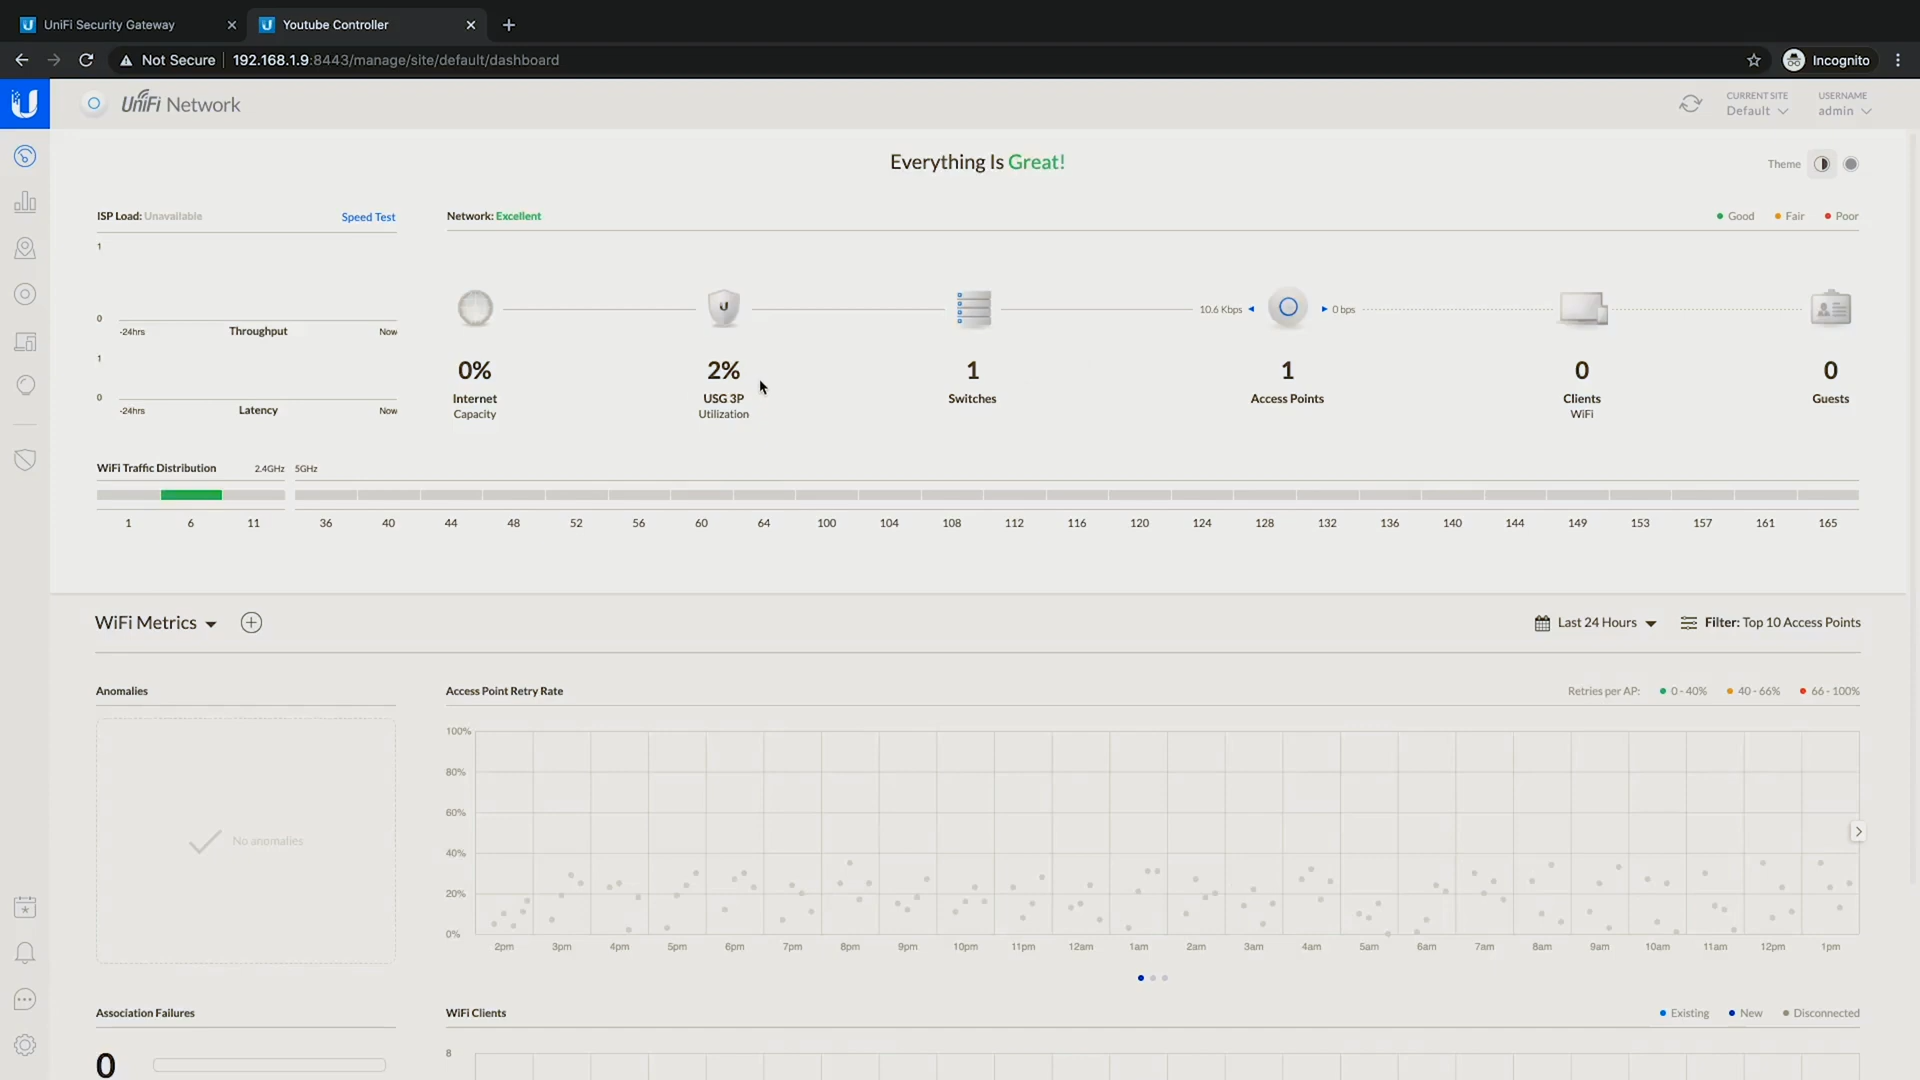 UniFi Security Gateway
Youtube Controller
Not Secure
192.168.1.9:8443/manage/site/default/dashboard
Incognito
UniFi Network
CURRENT SITE
Default
USERNAME
admin
Everything Is Great!
Theme
ISP Load: Unavailable
Speed Test
Network: Excellent
Good Fair Poor
1
0
-24hrs Throughput Now
1
0
-24hrs Latency Now
10.6 Kbps
0 bps
0%
Internet
Capacity
2%
USG 3P
Utilization
1
Switches
1
Access Points
0
Clients
WiFi
0
Guests
WiFi Traffic Distribution
2.4GHz 5GHz
1 6 11 36 40 44 48 52 56 60 64 100 104 108 112 116 120 124 128 132 136 140 144 149 153 157 161 165
WiFi Metrics
Last 24 Hours
Filter: Top 10 Access Points
Anomalies
No anomalies
Access Point Retry Rate
Retries per AP: 0 - 40% 40 - 66% 66 - 100%
100%
80%
60%
40%
20%
0%
2pm 3pm 4pm 5pm 6pm 7pm 8pm 9pm 10pm 11pm 12am 1am 2am 3am 4am 5am 6am 7am 8am 9am 10am 11am 12pm 1pm
Association Failures
0
WiFi Clients
Existing New Disconnected
8